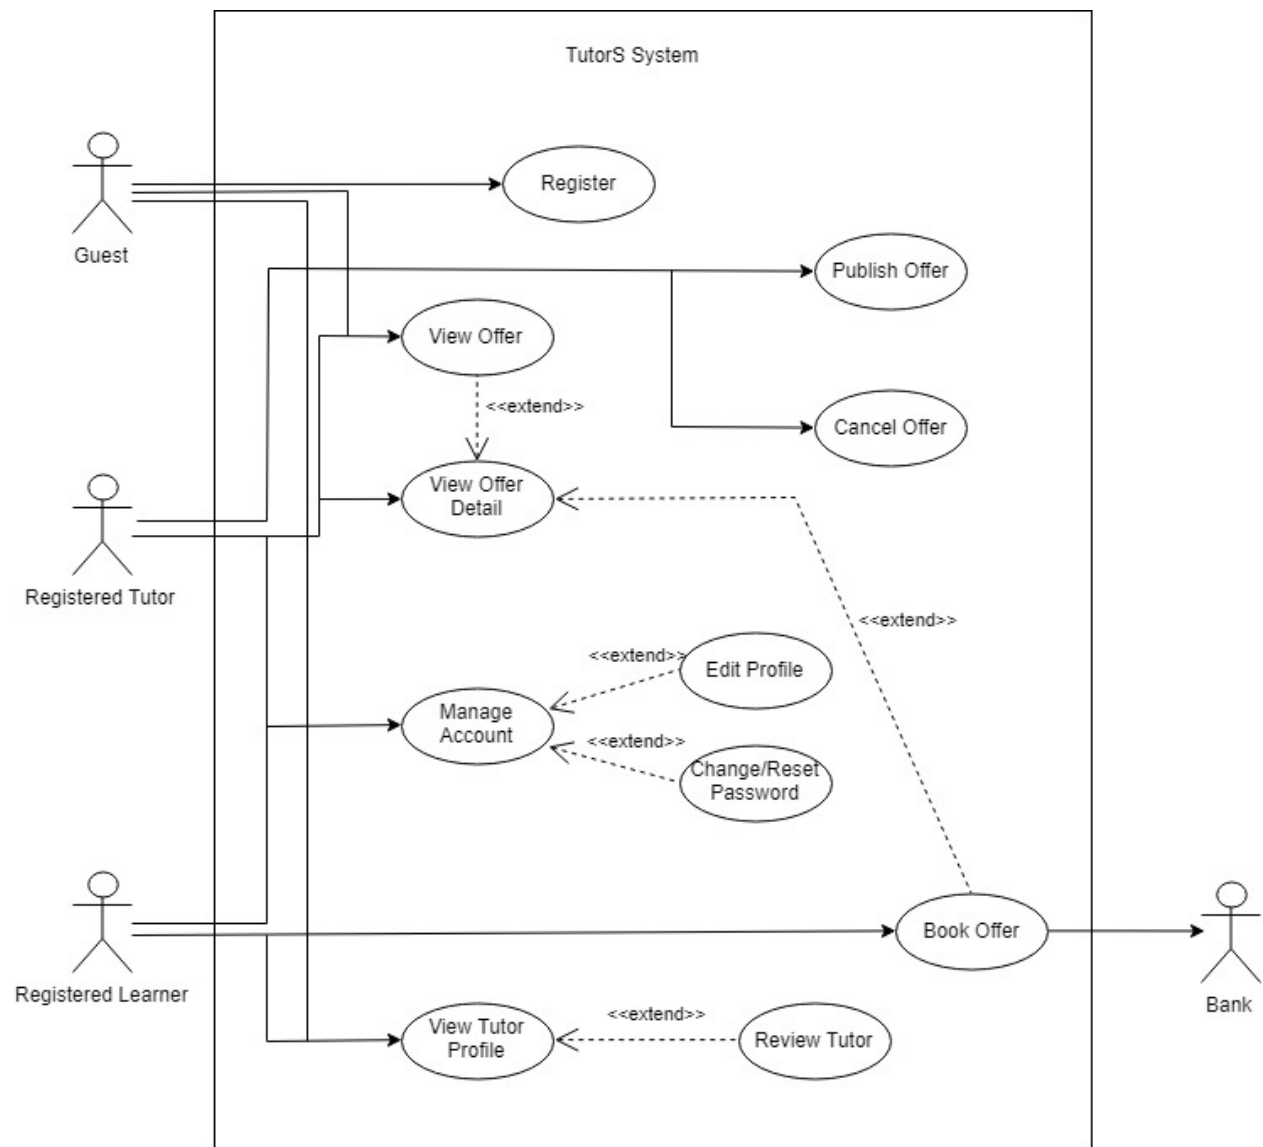 TutorS System
Register
Guest
Publish Offer
View Offer
<<extend>>
Cancel Offer
View Offer
Detail
Registered Tutor
<<extend>>
<<extend>>
Edit Profile
Manage
Account
<<extend>>
Change/Reset
Password
Book Offer
Registered Learner
Bank
<<extend>>
View Tutor
Profile
Review Tutor